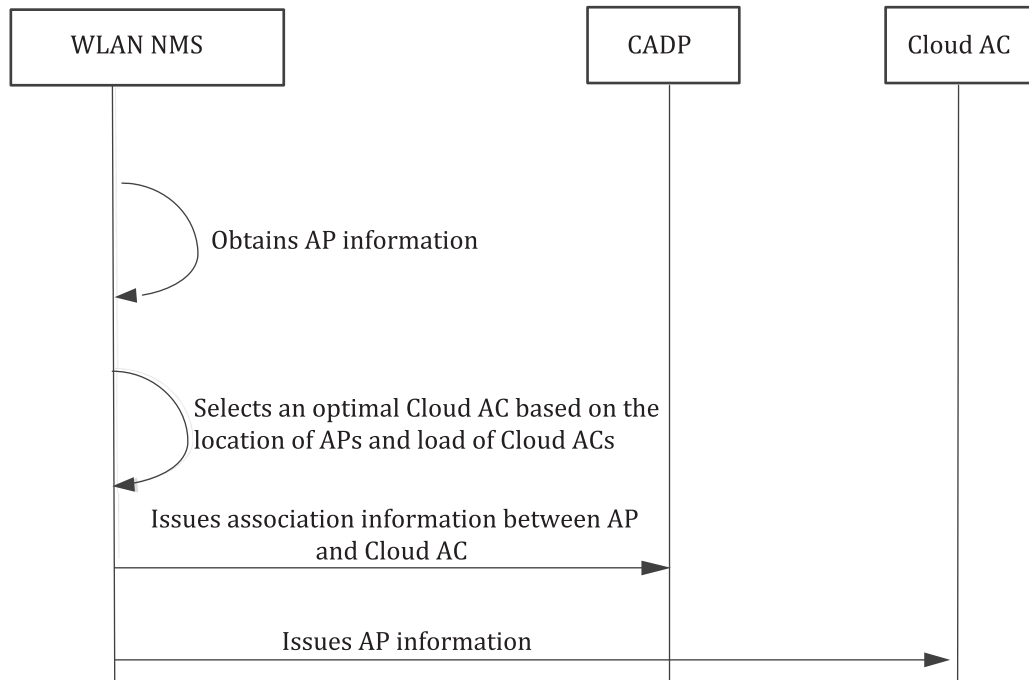 WLAN NMS
CADP
Cloud AC
Obtains AP information
Selects an optimal Cloud AC based on the
location of APs and load of Cloud ACs
Issues association information between AP
and Cloud AC
Issues AP information